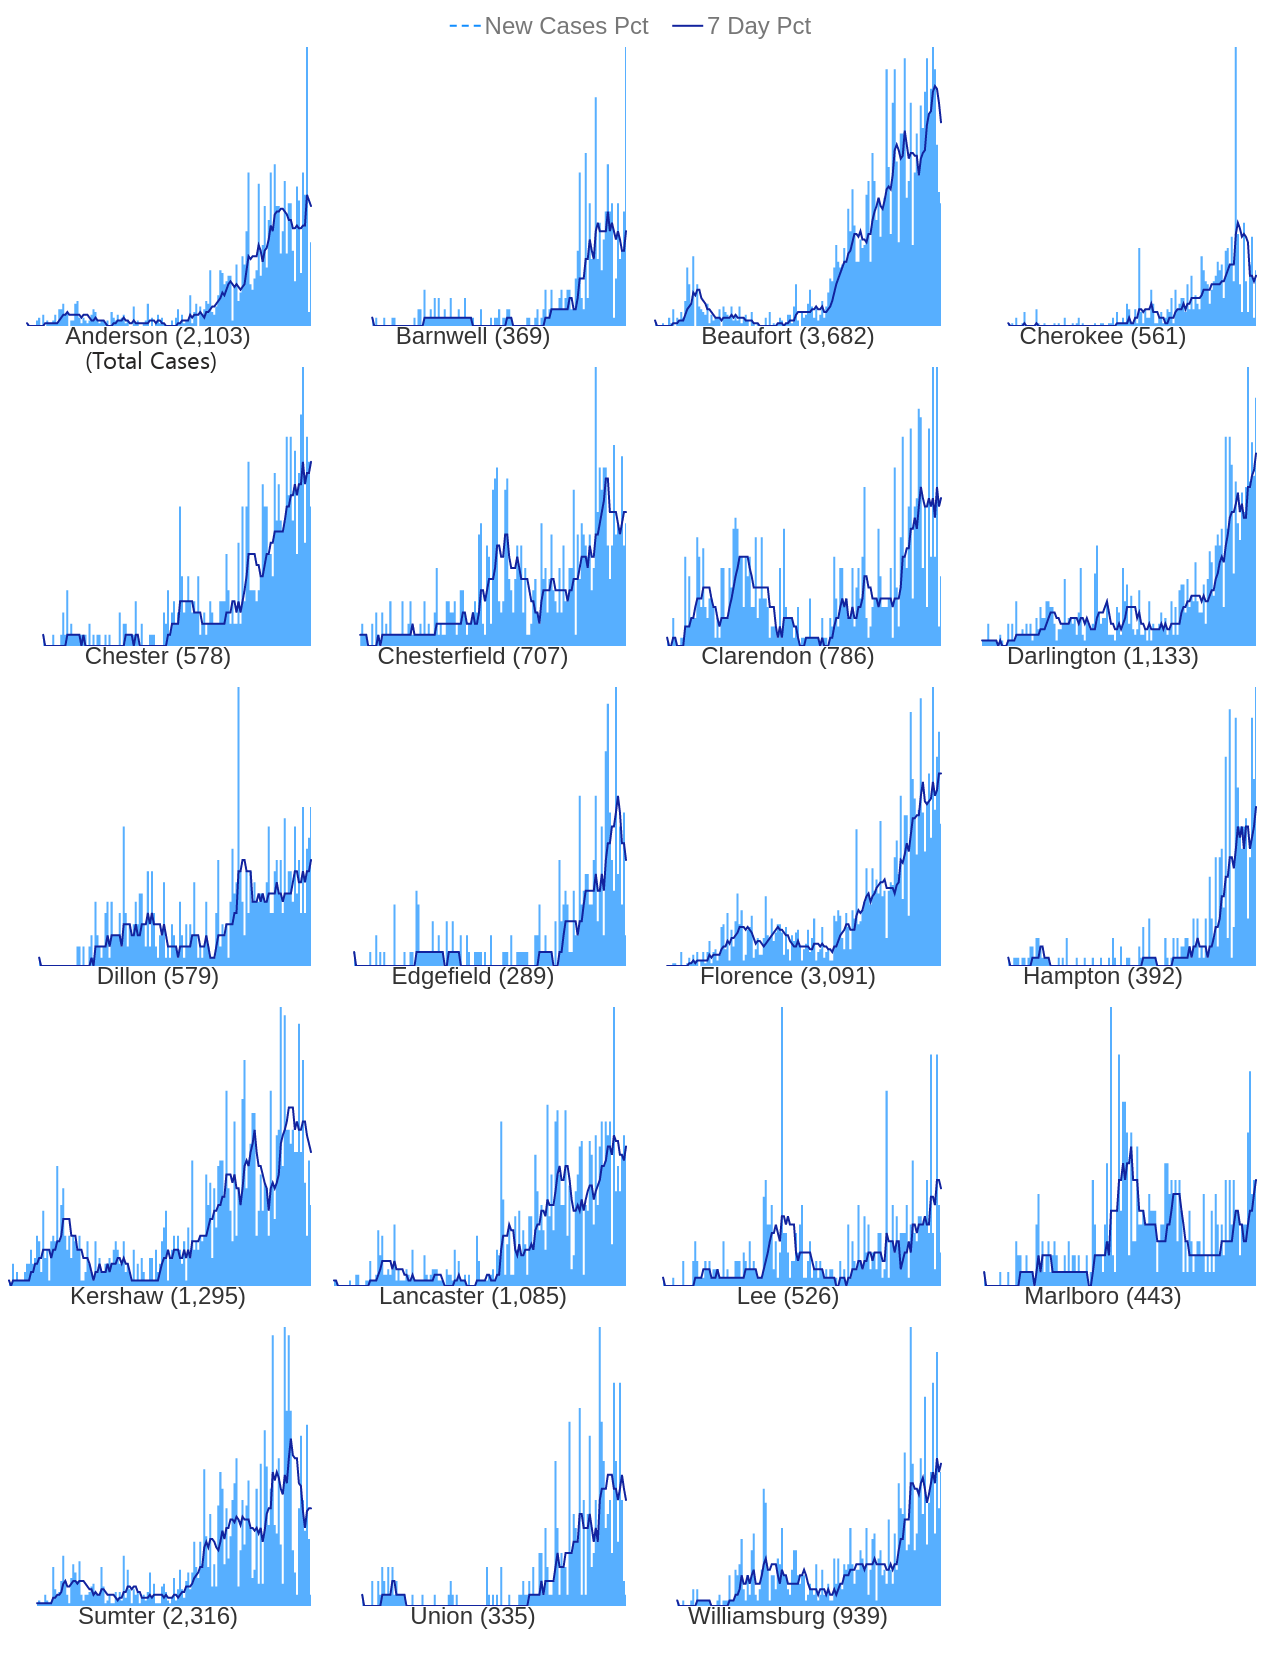 New Cases Pct 7 Day Pct
Anderson (2,103) Barnwell (369) Beaufort (3,682) Cherokee (561)
(Total Cases)
Chester (578) Chesterfield (707) Clarendon (786) Darlington (1,133)
Dillon (579) Edgefield (289) Florence (3,091) Hampton (392)
Kershaw (1,295) Lancaster (1,085) Lee (526) Marlboro (443)
Sumter (2,316) Union (335) Williamsburg (939)